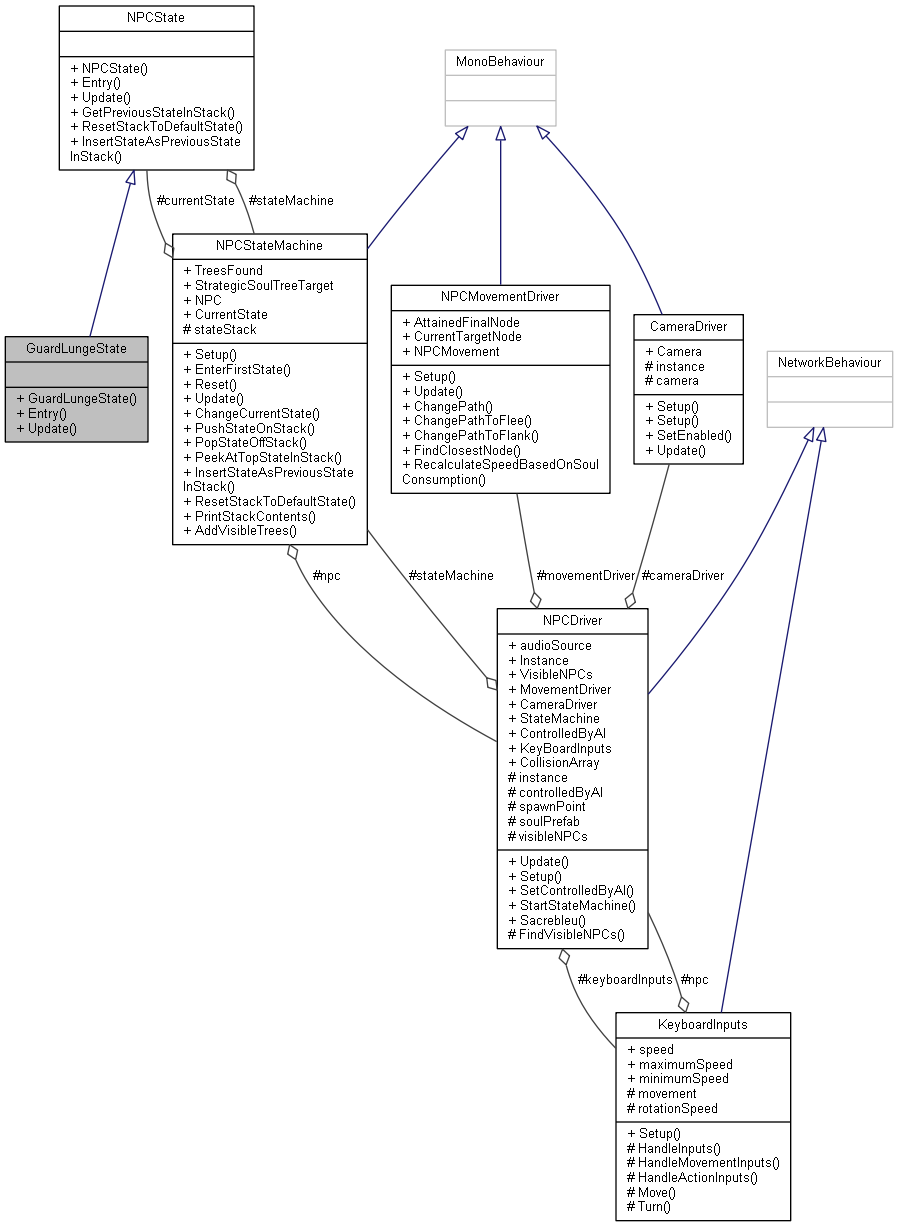 NPCState
+ NPCState()
+ Entry()
+ Update()
+ GetPreviousStateInStack()
+ ResetStackToDefaultState()
+ InsertStateAsPreviousState
InStack()
MonoBehaviour
#currentState
#stateMachine
NPCStateMachine
+ TreesFound
+ StrategicSoulTreeTarget
+ NPC
+ CurrentState
# stateStack
+ Setup()
+ EnterFirstState()
+ Reset()
+ Update()
+ ChangeCurrentState()
+ PushStateOnStack()
+ PopStateOffStack()
+ PeekAtTopStateInStack()
+ InsertStateAsPreviousState
InStack()
+ ResetStackToDefaultState()
+ PrintStackContents()
+ AddVisibleTrees()
NPCMovementDriver
+ AttainedFinalNode
+ CurrentTargetNode
+ NPCMovement
+ Setup()
+ Update()
+ ChangePath()
+ ChangePathToFlee()
+ ChangePathToFlank()
+ FindClosestNode()
+ RecalculateSpeedBasedOnSoul
Consumption()
CameraDriver
+ Camera
# instance
# camera
+ Setup()
+ Setup()
+ SetEnabled()
+ Update()
GuardLungeState
+ GuardLungeState()
+ Entry()
+ Update()
NetworkBehaviour
#npc
#stateMachine
#movementDriver
#cameraDriver
NPCDriver
+ audioSource
+ Instance
+ VisibleNPCs
+ MovementDriver
+ CameraDriver
+ StateMachine
+ ControlledByAI
+ KeyBoardInputs
+ CollisionArray
# instance
# controlledByAI
# spawnPoint
# soulPrefab
# visibleNPCs
+ Update()
+ Setup()
+ SetControlledByAI()
+ StartStateMachine()
+ Sacrebleu()
# FindVisibleNPCs()
#keyboardInputs
#npc
KeyboardInputs
+ speed
+ maximumSpeed
+ minimumSpeed
# movement
# rotationSpeed
+ Setup()
# HandleInputs()
# HandleMovementInputs()
# HandleActionInputs()
# Move()
# Turn()